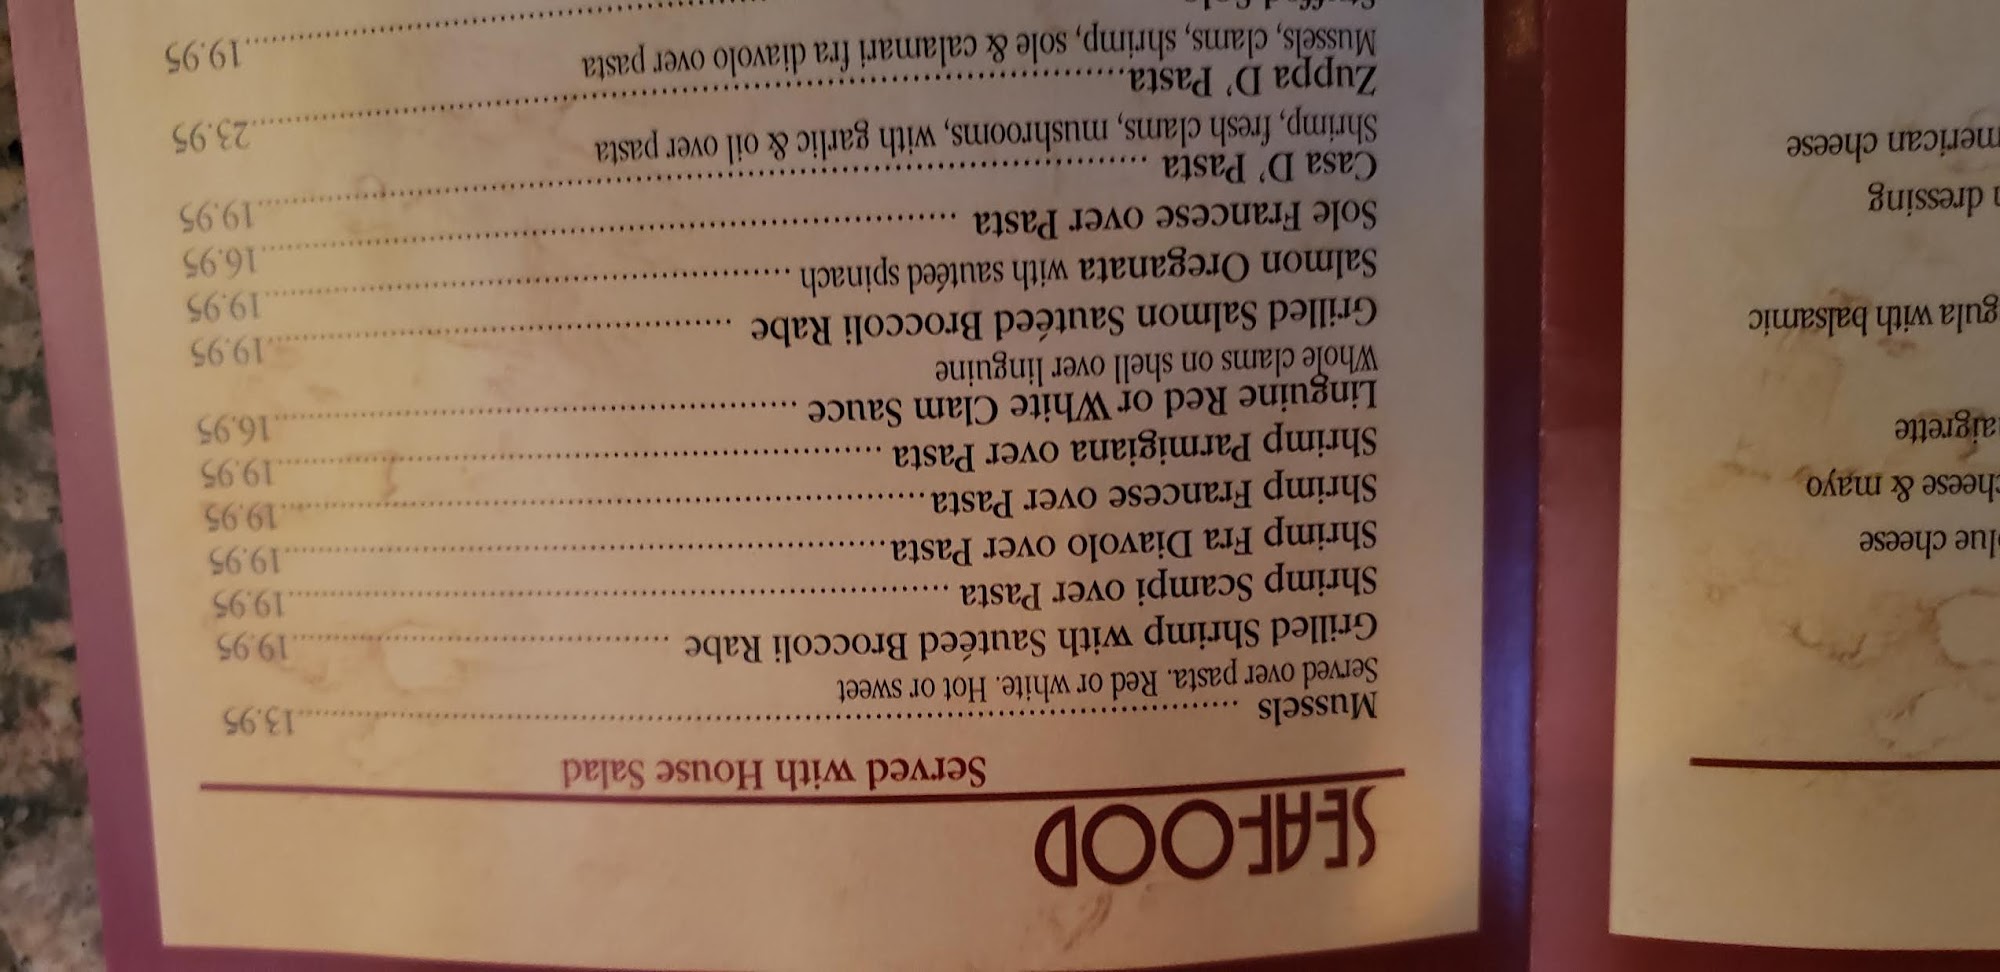 lue cheese
cheese & mayo
aigrette
gula with balsamic
dressing
merican cheese
SEAFOOD
Served with House Salad
Mussels 13.95
Served over pasta. Red or white. Hot or sweet
Grilled Shrimp with Sautéed Broccoli Rabe 19.95
Shrimp Scampi over Pasta 19.95
Shrimp Fra Diavolo over Pasta 19.95
Shrimp Francese over Pasta 19.95
Shrimp Parmigiana over Pasta 19.95
Linguine Red or White Clam Sauce 16.95
Whole clams on shell over linguine
Grilled Salmon Sautéed Broccoli Rabe 19.95
Salmon Oreganata with sautéed spinach 19.95
Sole Francese over Pasta 16.95
Casa D' Pasta 19.95
Shrimp, fresh clams, mushrooms, with garlic & oil over pasta
Zuppa D' Pasta 23.95
Mussels, clams, shrimp, sole & calamari fra diavolo over pasta
Stuffed Sole 19.95